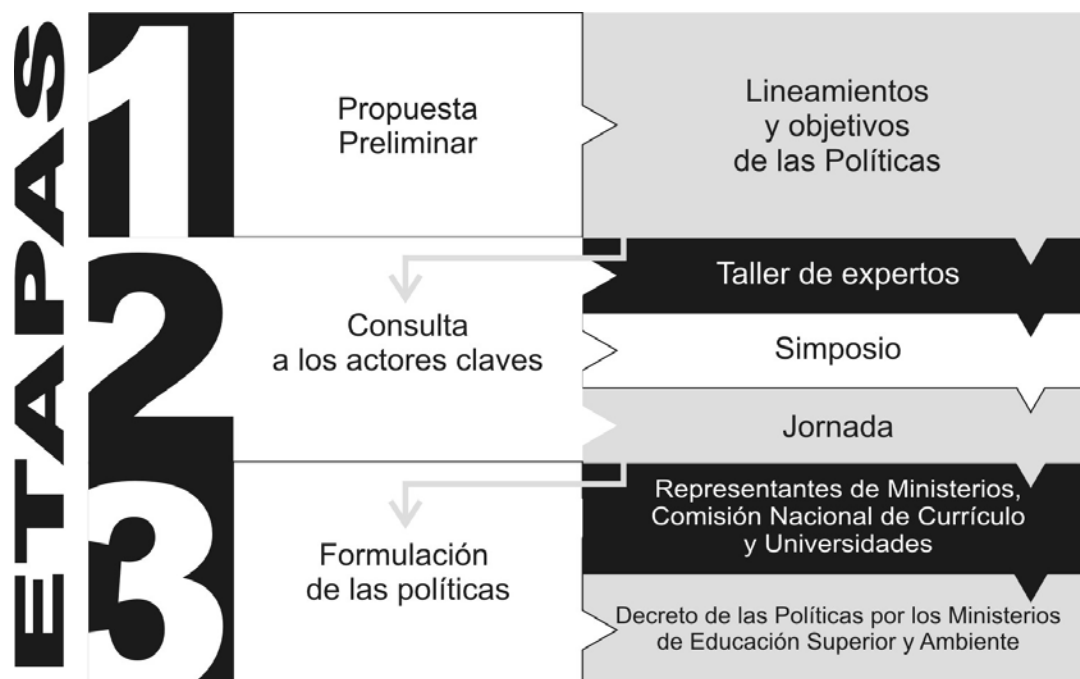 ETAPAS
1
Propuesta
Preliminar
Lineamientos
y objetivos
de las Políticas
2
Consulta
a los actores claves
Taller de expertos
Simposio
Jornada
3
Formulación
de las políticas
Representantes de Ministerios,
Comisión Nacional de Currículo
y Universidades
Decreto de las Políticas por los Ministerios
de Educación Superior y Ambiente